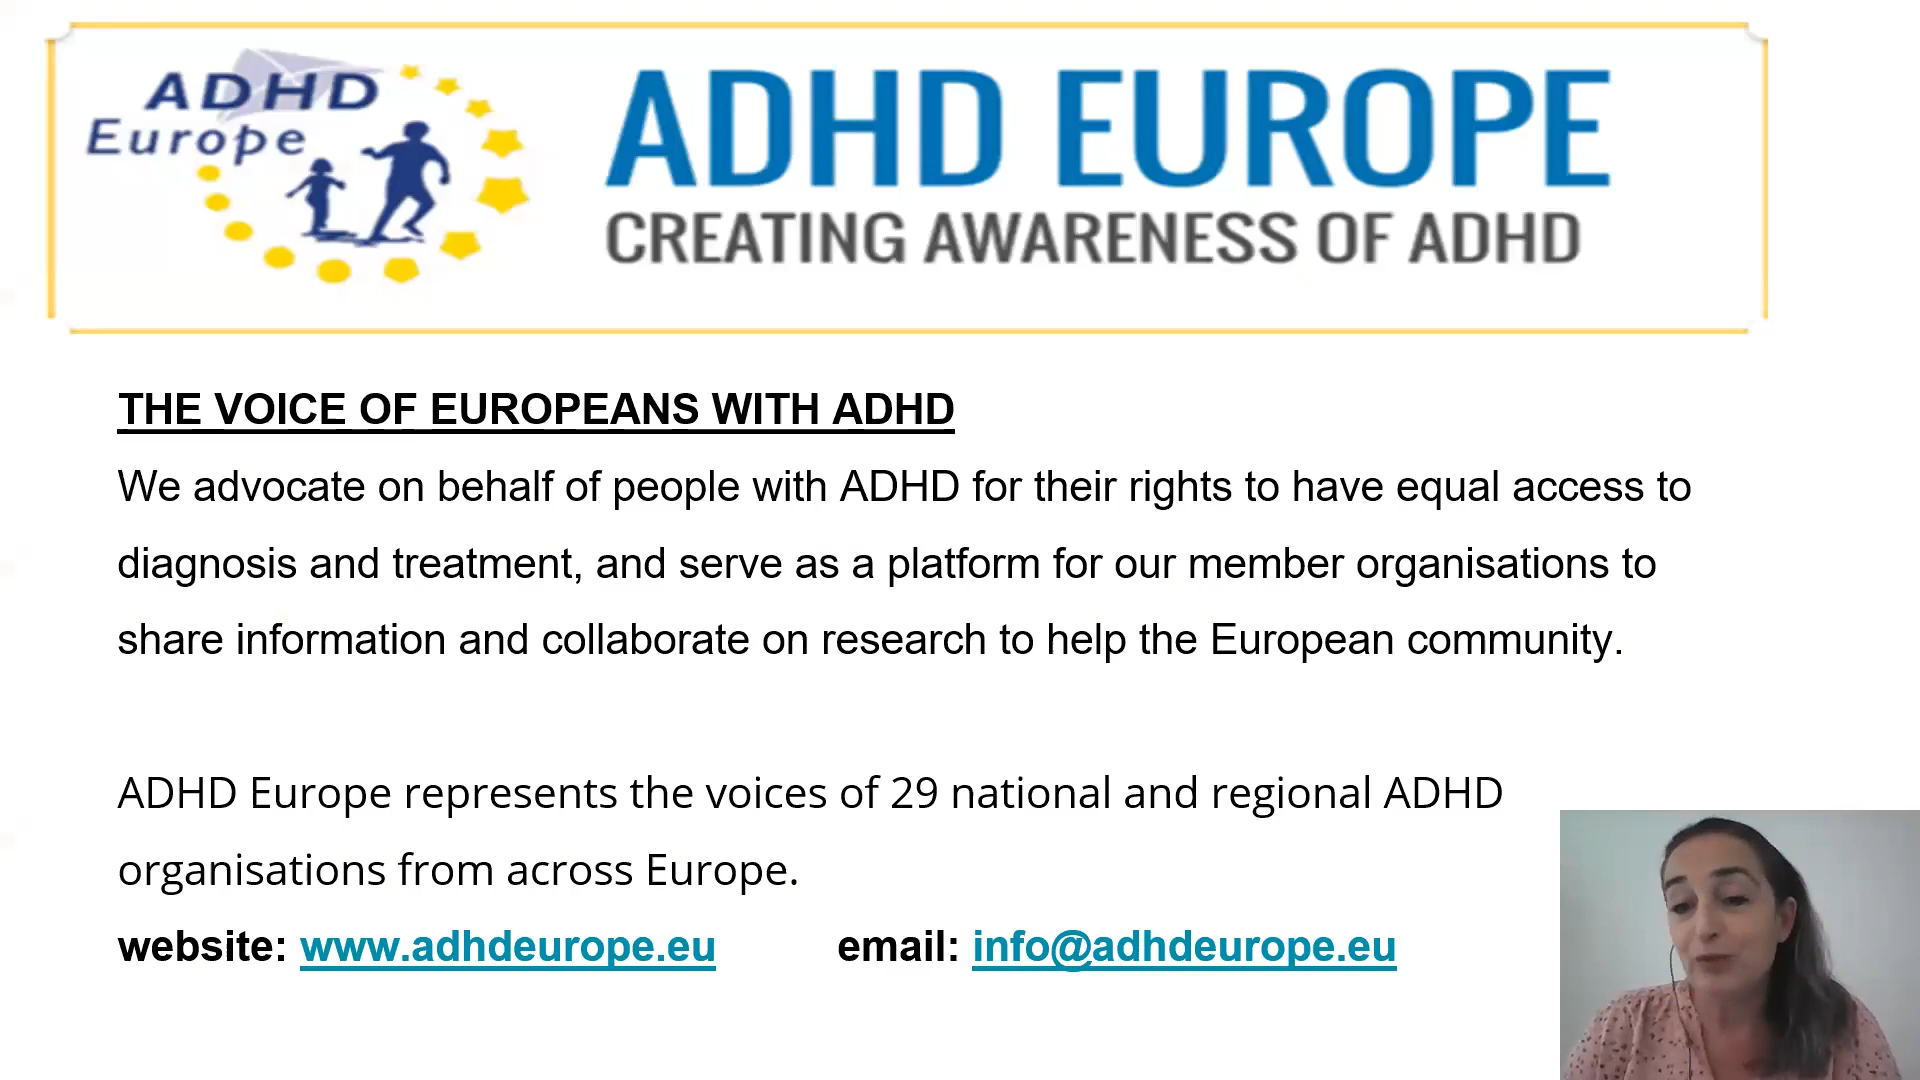 ADHD
Europe
ADHD EUROPE
CREATING AWARENESS OF ADHD
THE VOICE OF EUROPEANS WITH ADHD
We advocate on behalf of people with ADHD for their rights to have equal access to
diagnosis and treatment, and serve as a platform for our member organisations to
share information and collaborate on research to help the European community.
ADHD Europe represents the voices of 29 national and regional ADHD
organisations from across Europe.
website: www.adhdeurope.eu email: info@adhdeurope.eu